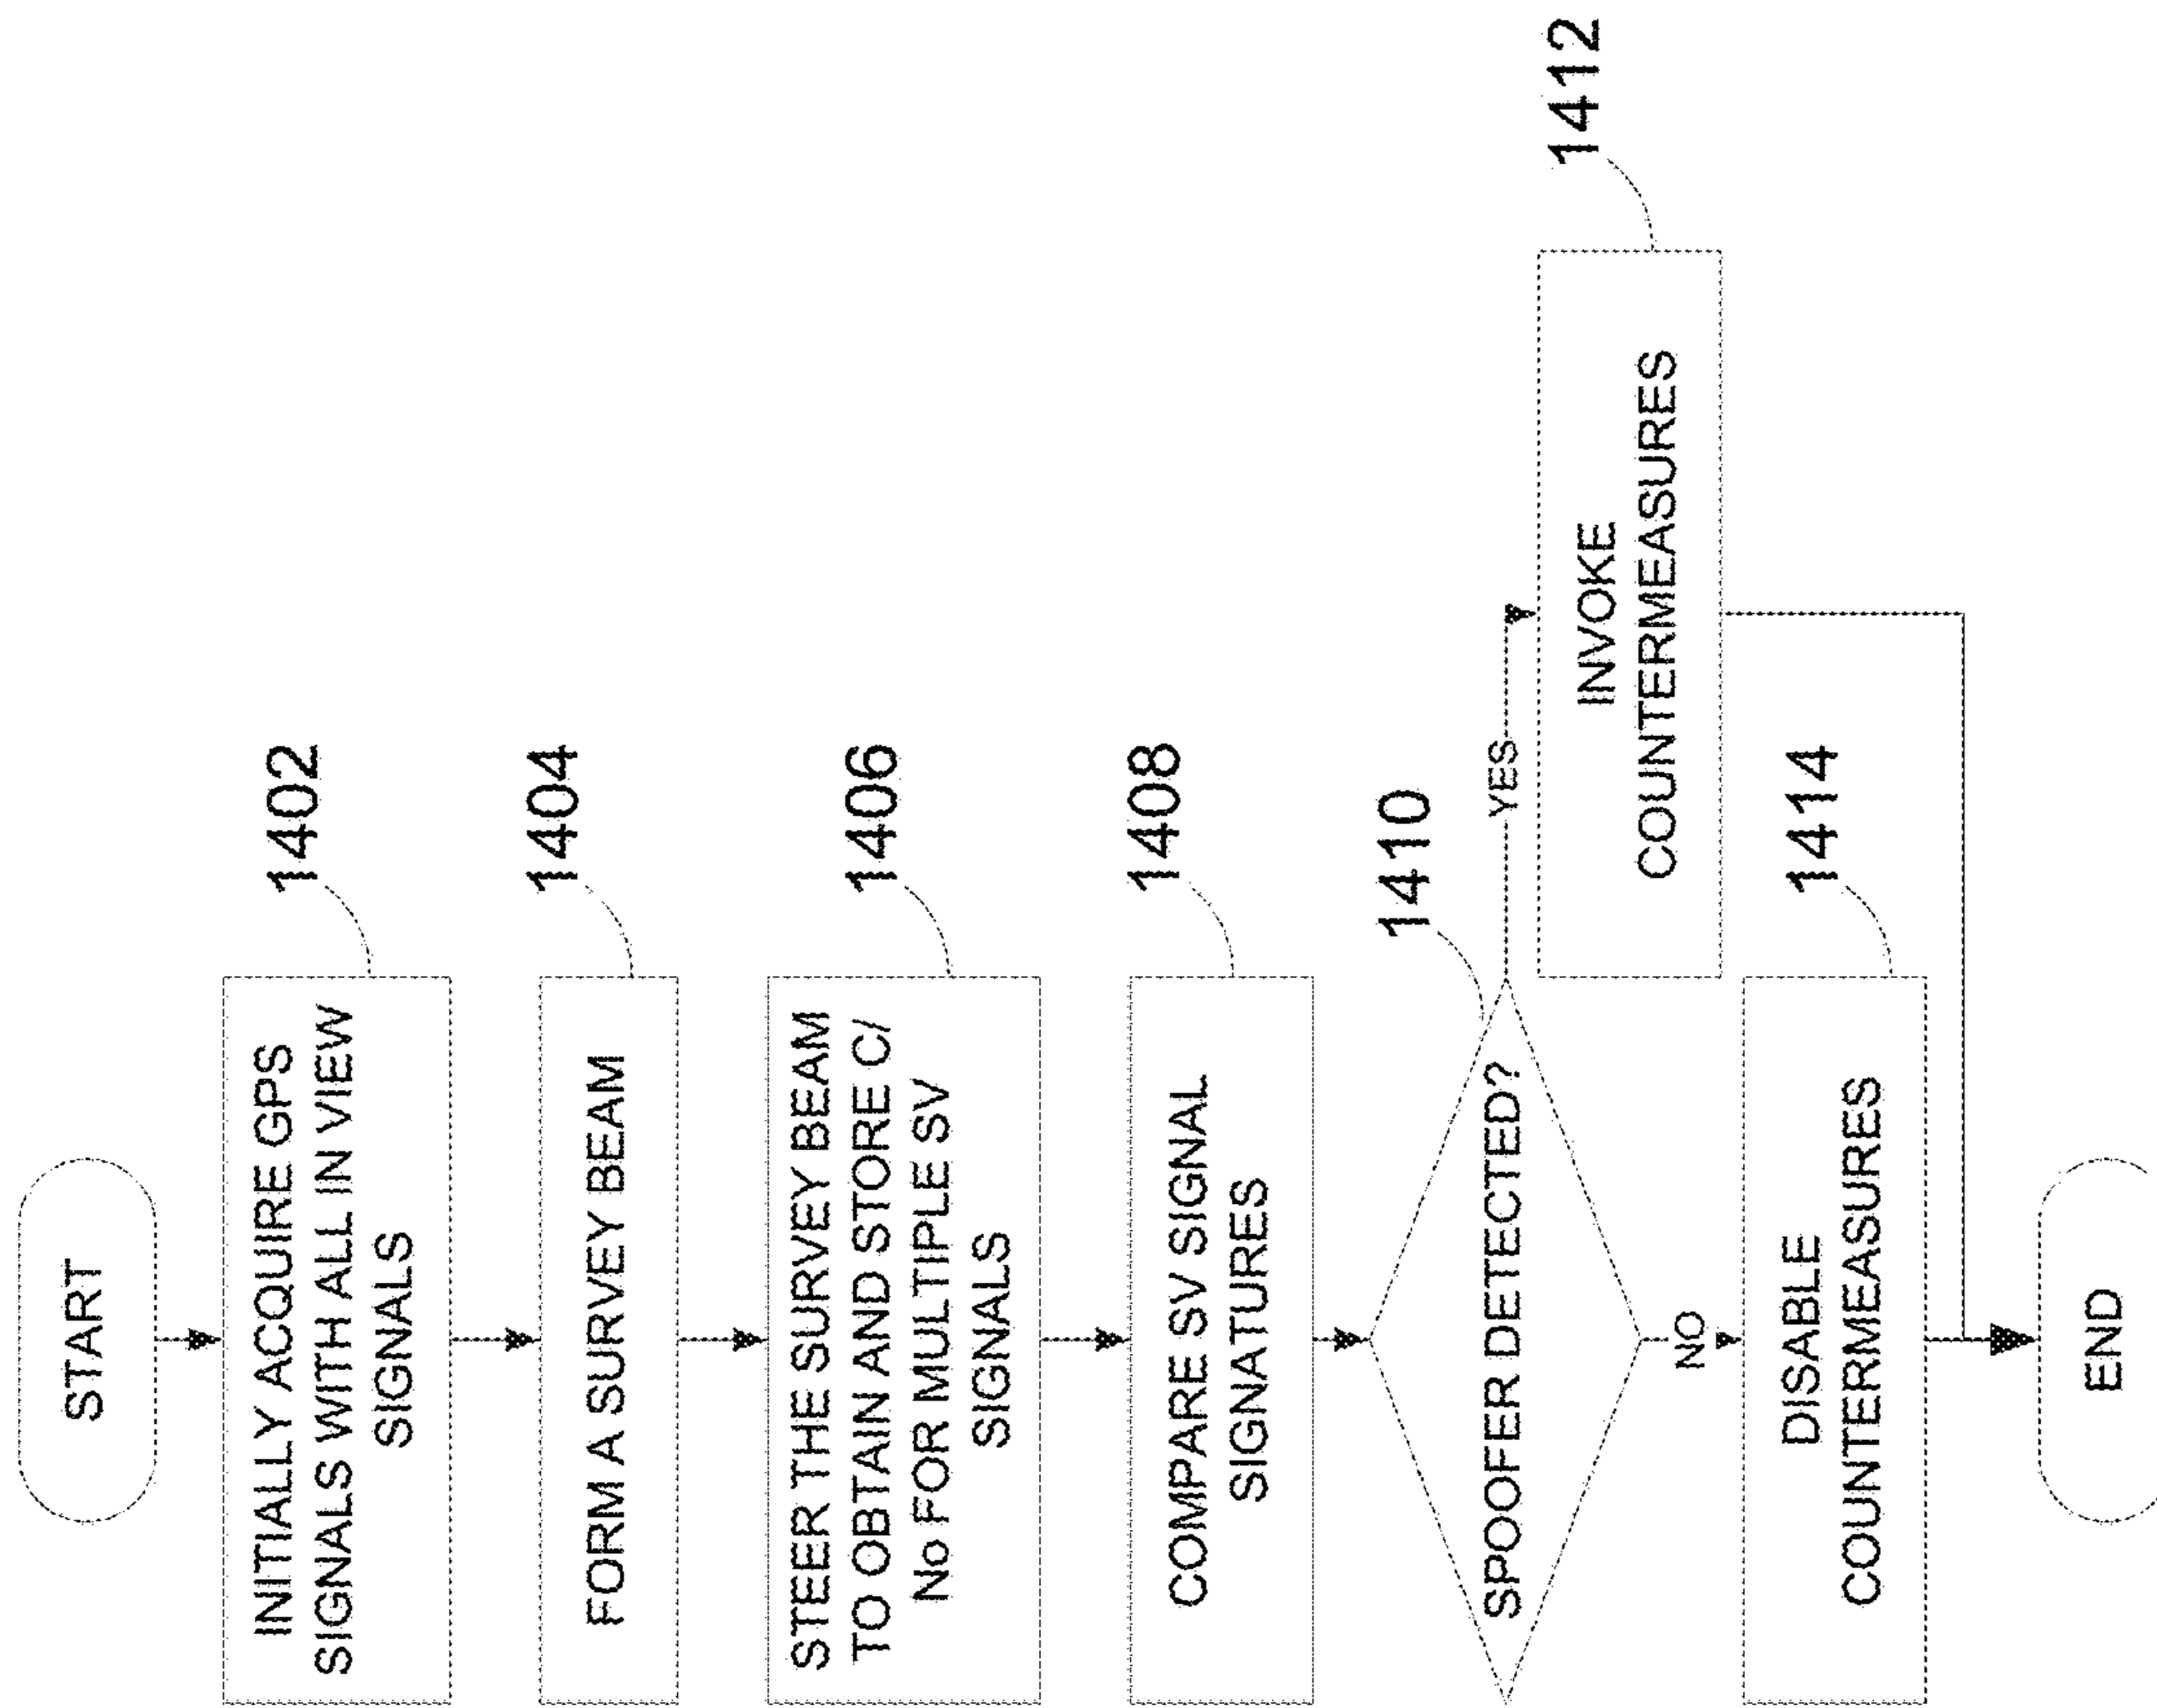 START
INITIALLY ACQUIRE GPS
SIGNALS WITH ALL IN VIEW
SIGNALS
1402
FORM A SURVEY BEAM
1404
STEER THE SURVEY BEAM
TO OBTAIN AND STORE C/
No FOR MULTIPLE SV
SIGNALS
1406
COMPARE SV SIGNAL
SIGNATURES
1408
SPOOFER DETECTED?
1410
YES
INVOKE
COUNTERMEASURES
1412
NO
DISABLE
COUNTERMEASURES
1414
END